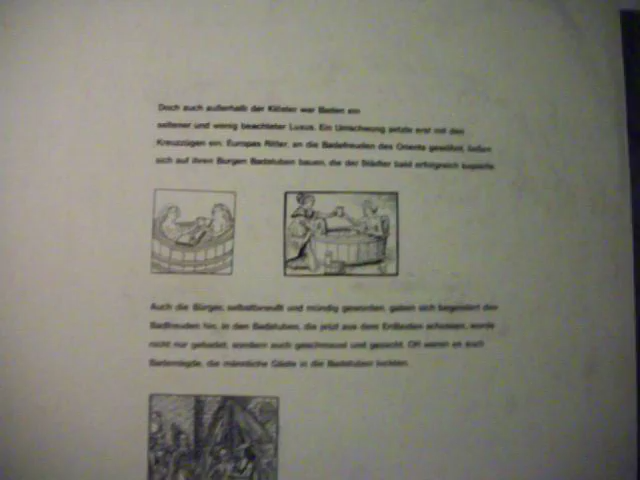 Doch auch außerhalb der Klöster war Baden ein
seltener und wenig beachteter Luxus. Ein Umschwung setzte erst mit den
Kreuzzügen ein. Europas Ritter, an die Badefreuden des Orients gewöhnt, ließen
sich auf ihren Burgen Badstuben bauen, die der Städter bald erfolgreich kopierte.
Auch die Bürger, selbstbewußt und mündig geworden, gaben sich begeistert den
Badfreuden hin. In den Badstuben, die jetzt aus dem Erdboden schossen, wurde
nicht nur gebadet, sondern auch geschmaust und gezecht. Oft waren es auch
Bademägde, die männliche Gäste in die Badstuben lockten.